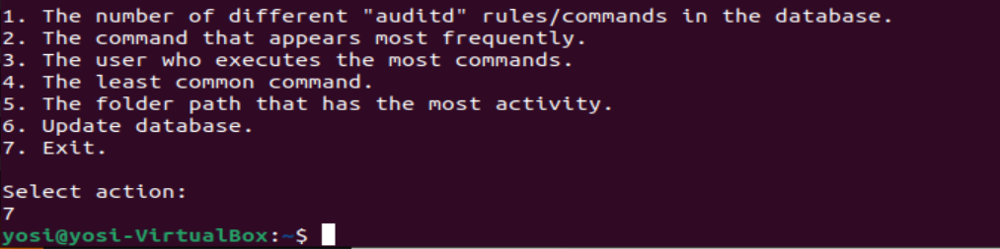 1. The number of different "auditd" rules/commands in the database.
2. The command that appears most frequently.
3. The user who executes the most commands.
4. The least common command.
5. The folder path that has the most activity.
6. Update database.
7. Exit.
Select action:
7
yosi@yosi-VirtualBox:~$